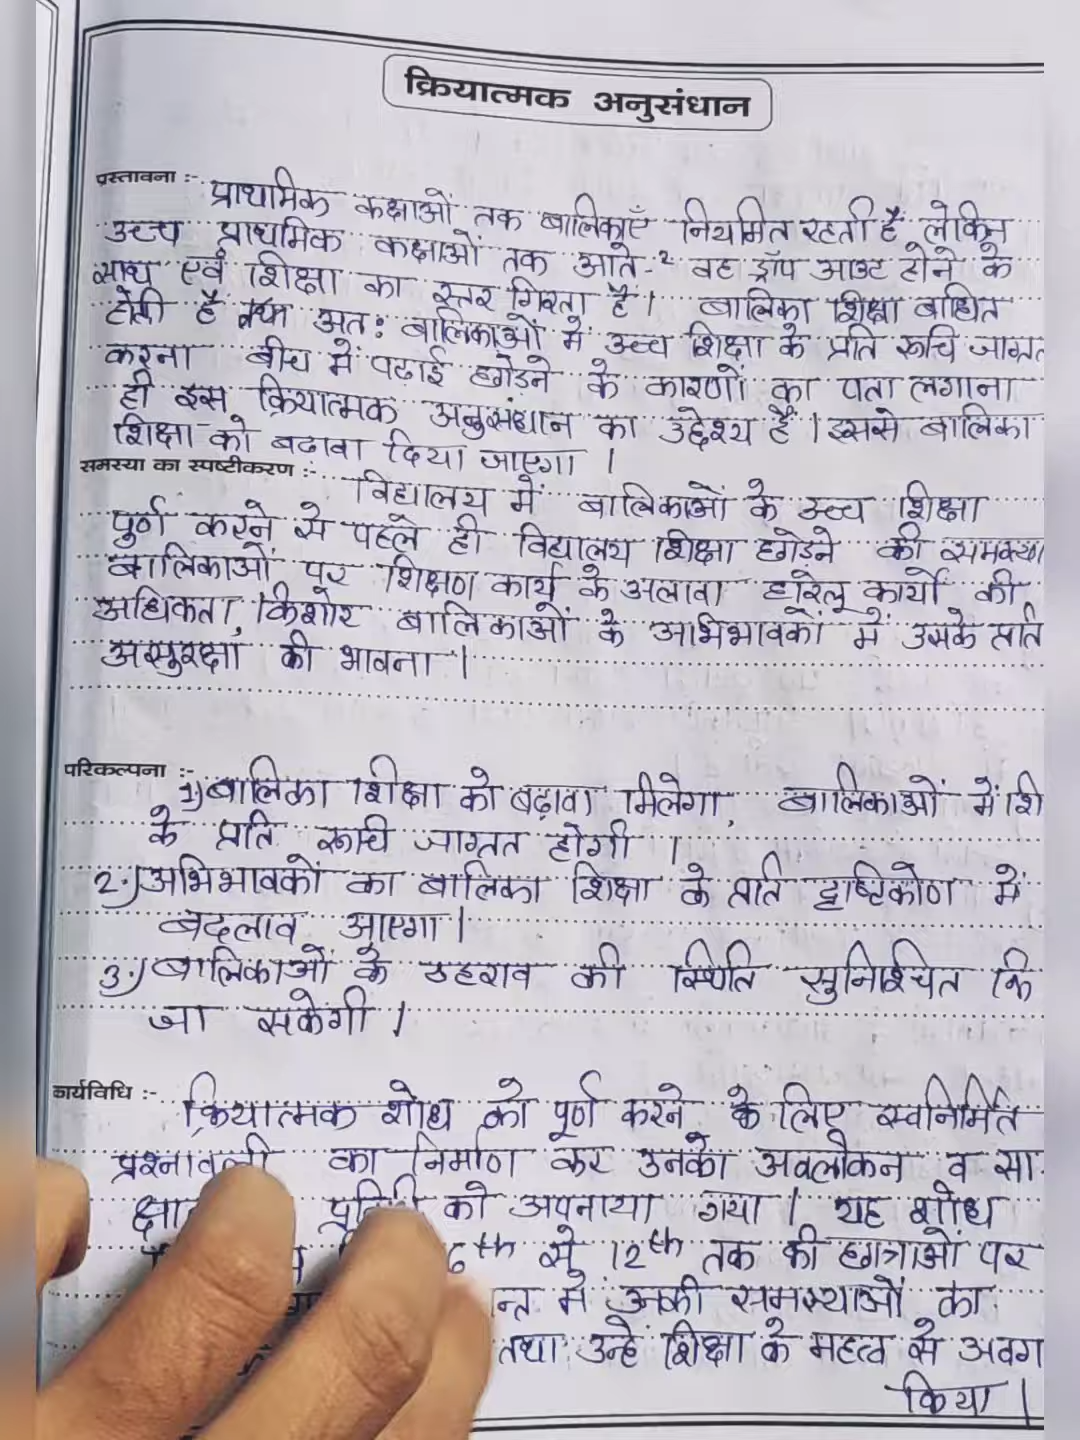 क्रियात्मक अनुसंधान
प्रस्तावना :- प्राथमिक कक्षाओं तक बालिकाएँ नियमित रहती है लेकिन
उच्च प्राथमिक कक्षाओं तक आते-2 वह ड्रॉप आउट होने के
साथ एवं शिक्षा का स्तर गिरता है। बालिका शिक्षा बाधित
होती है तथा अतः बालिकाओं में उच्च शिक्षा के प्रति रूचि जाग्रत
करना बीच में पढाई छोड़ने के कारणों का पता लगाना
ही इस क्रियात्मक अनुसंधान का उद्देश्य है। इससे बालिका
शिक्षा को बढावा दिया जाएगा ।
समस्या का स्पष्टीकरण :- विद्यालय में बालिकाओं के उच्च शिक्षा
पुर्ण करने से पहले ही विद्यालय शिक्षा छोड़ने की समस्या
बालिकाओं पर शिक्षण कार्य के अलावा घरेलू कार्यो की
अधिकता, किशोर बालिकाओं के अभिभावकों में उसके प्रति
असुरक्षा की भावना ।
परिकल्पना :-
1) बालिका शिक्षा को बढ़ावा मिलेगा, बालिकाओं में शि
के प्रति रूचि जाग्रत होगी ।
2.) अभिभावकों का बालिका शिक्षा के प्रति दृष्टिकोण में
बदलाव आएगा ।
3.) बालिकाओं के ठहराव की स्थिति सुनिश्चित कि
जा सकेगी ।
कार्यविधि :- क्रियात्मक शोध को पूर्ण करने के लिए स्वनिर्मित
प्रश्नावली का निर्माण कर उनका अवलोकन व सा
क्षा को अपनाया गया । यह शोध
6th से 12th तक की छात्राओं पर
में उनकी समस्याओं का
तथा उन्हें शिक्षा के महत्व से अवग
किया ।